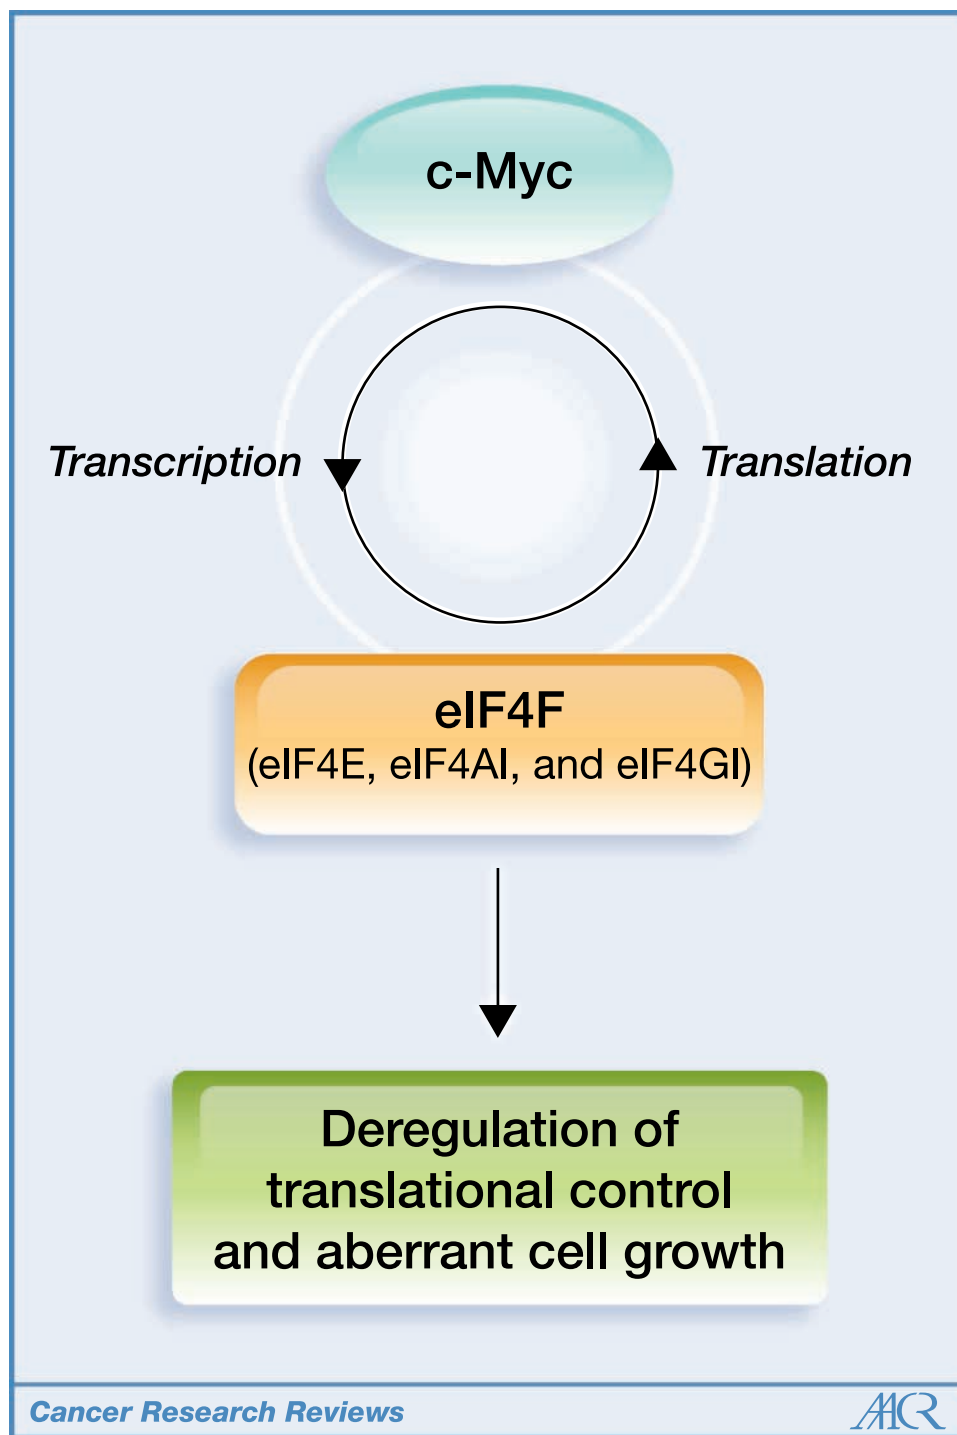 c-Myc
Transcription
Translation
eIF4F
(eIF4E, eIF4AI, and eIF4GI)
Deregulation of
translational control
and aberrant cell growth
Cancer Research Reviews
AACR